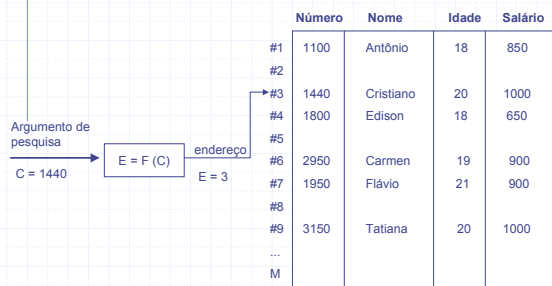 Número Nome Idade Salário
#1 1100 Antônio 18 850
#2
#3 1440 Cristiano 20 1000
#4 1800 Edison 18 650
#5
#6 2950 Carmen 19 900
#7 1950 Flávio 21 900
#8
#9 3150 Tatiana 20 1000
...
M
Argumento de
pesquisa
C = 1440
E = F (C)
endereço
E = 3